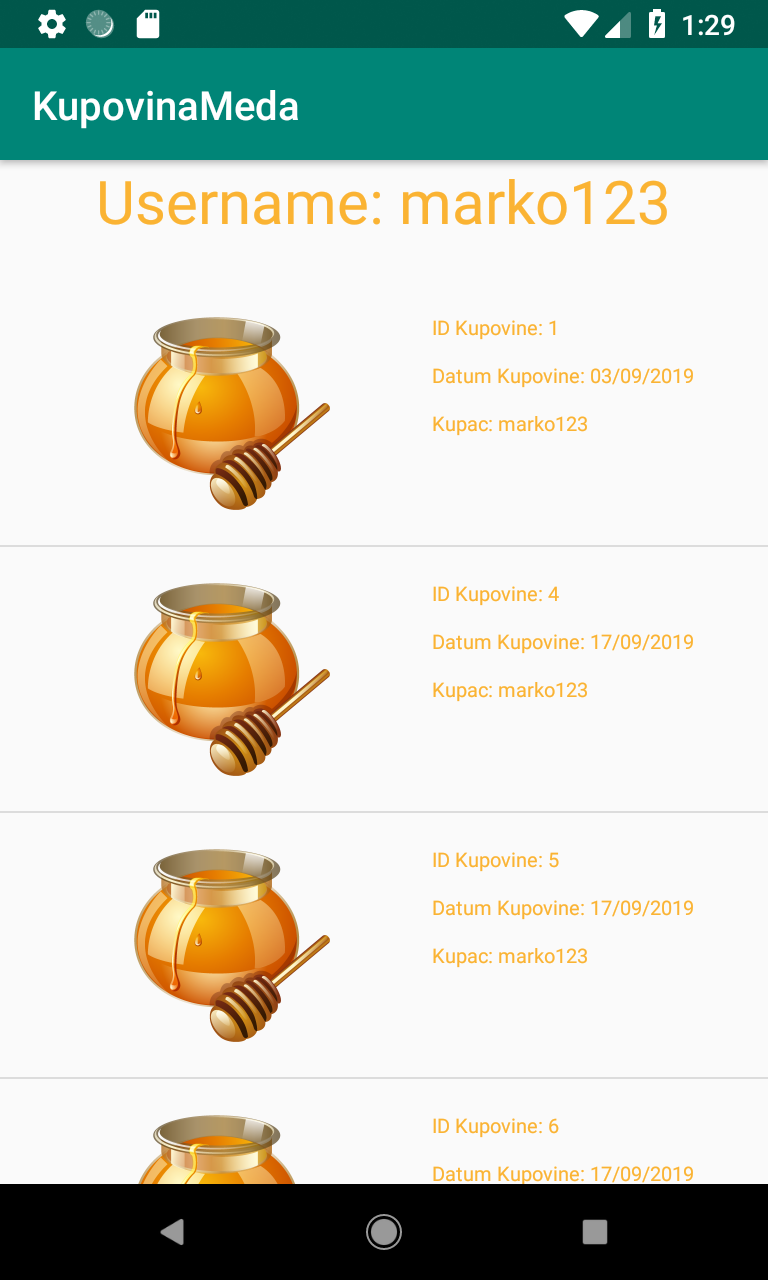 1:29
KupovinaMeda
Username: marko123
ID Kupovine: 1
Datum Kupovine: 03/09/2019
Kupac: marko123
ID Kupovine: 4
Datum Kupovine: 17/09/2019
Kupac: marko123
ID Kupovine: 5
Datum Kupovine: 17/09/2019
Kupac: marko123
ID Kupovine: 6
Datum Kupovine: 17/09/2019